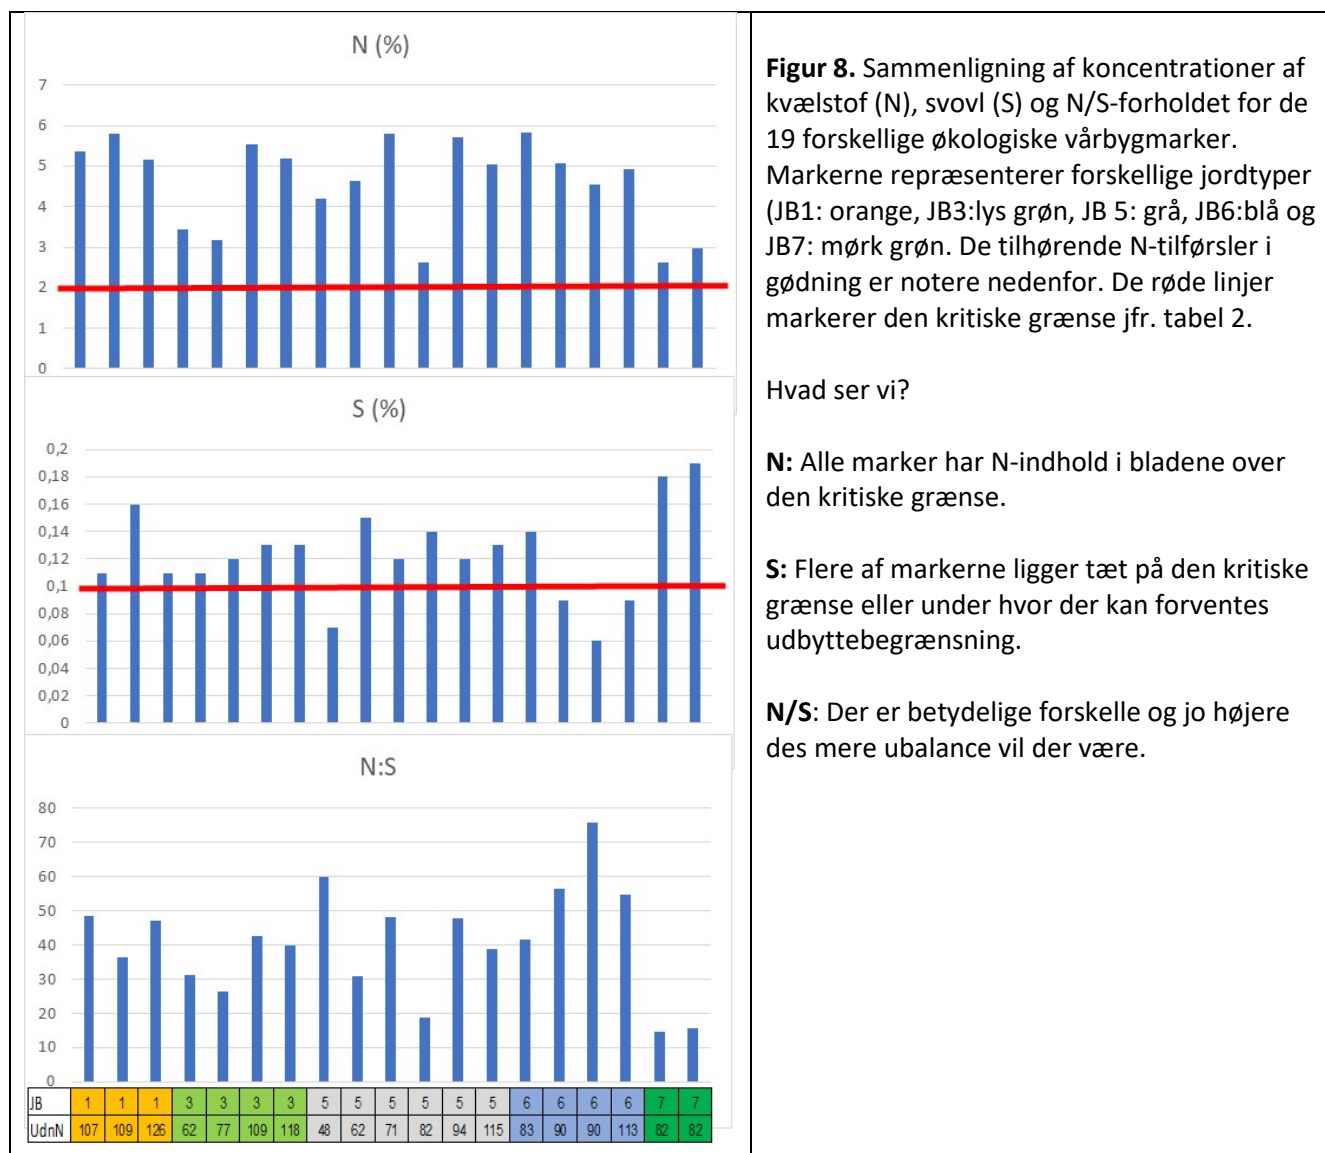 N (%)
7
6
5
4
3
2
1
0
S (%)
0,2
0,18
0,16
0,14
0,12
0,1
0,08
0,06
0,04
0,02
0
N:S
80
70
60
50
40
30
20
10
0
JB 1 1 1 3 3 3 3 5 5 5 5 5 5 6 6 6 6 7 7
UdnN 107 109 126 62 77 109 118 48 62 71 82 94 115 83 90 90 113 82 82
Figur 8. Sammenligning af koncentrationer af
kvælstof (N), svovl (S) og N/S-forholdet for de
19 forskellige økologiske vårbygmarker.
Markerne repræsenterer forskellige jordtyper
(JB1: orange, JB3:lys grøn, JB 5: grå, JB6:blå og
JB7: mørk grøn. De tilhørende N-tilførsler i
gødning er notere nedenfor. De røde linjer
markerer den kritiske grænse jfr. tabel 2.
Hvad ser vi?
N: Alle marker har N-indhold i bladene over
den kritiske grænse.
S: Flere af markerne ligger tæt på den kritiske
grænse eller under hvor der kan forventes
udbyttebegrænsning.
N/S: Der er betydelige forskelle og jo højere
des mere ubalance vil der være.